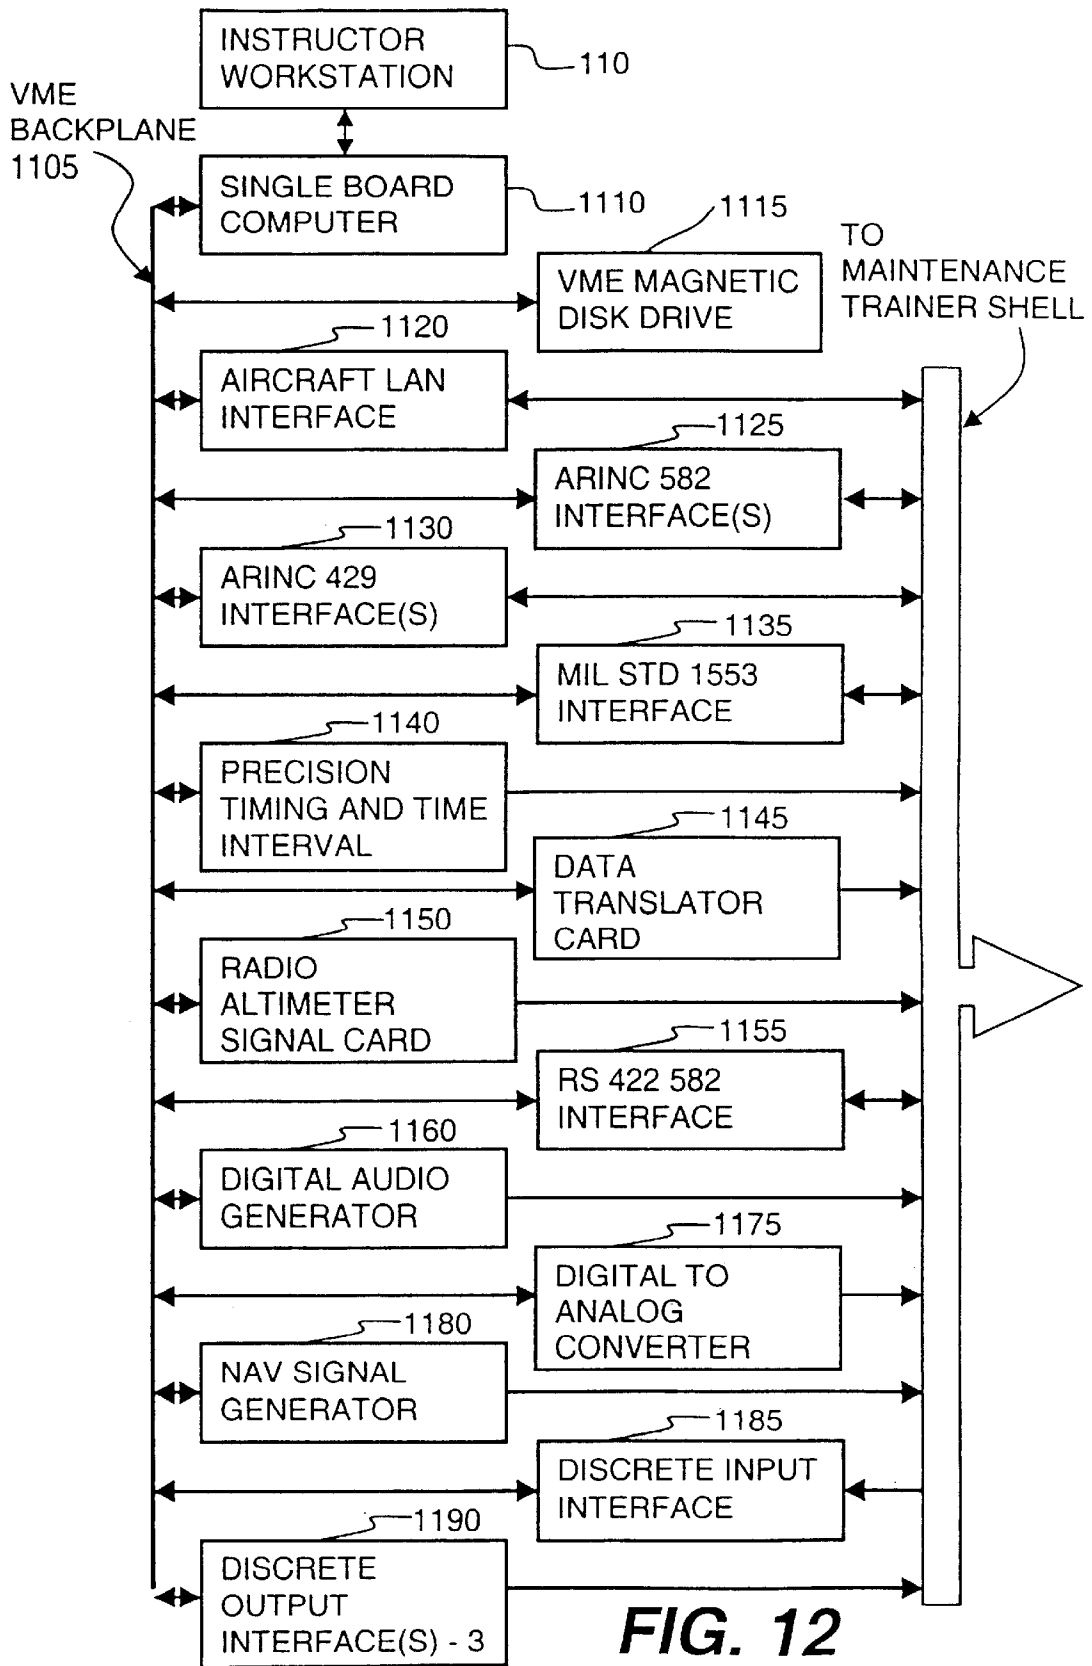 INSTRUCTOR
WORKSTATION
110
VME
BACKPLANE
1105
SINGLE BOARD
COMPUTER
1110
1115
VME MAGNETIC
DISK DRIVE
TO
MAINTENANCE
TRAINER SHELL
1120
AIRCRAFT LAN
INTERFACE
1125
ARINC 582
INTERFACE(S)
1130
ARINC 429
INTERFACE(S)
1135
MIL STD 1553
INTERFACE
1140
PRECISION
TIMING AND TIME
INTERVAL
1145
DATA
TRANSLATOR
CARD
1150
RADIO
ALTIMETER
SIGNAL CARD
1155
RS 422 582
INTERFACE
1160
DIGITAL AUDIO
GENERATOR
1175
DIGITAL TO
ANALOG
CONVERTER
1180
NAV SIGNAL
GENERATOR
1185
DISCRETE INPUT
INTERFACE
1190
DISCRETE
OUTPUT
INTERFACE(S) - 3
FIG. 12